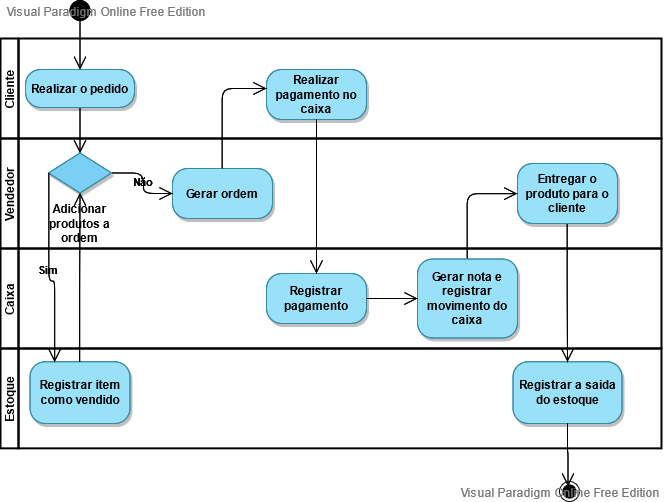 Visual Paradigm Online Free Edition
Cliente
Realizar o pedido
Realizar
pagamento no
caixa
Vendedor
Não
Adicionar
produtos a
ordem
Gerar ordem
Entregar o
produto para o
cliente
Sim
Caixa
Registrar
pagamento
Gerar nota e
registrar
movimento do
caixa
Estoque
Registrar item
como vendido
Registrar a saída
do estoque
Visual Paradigm Online Free Edition